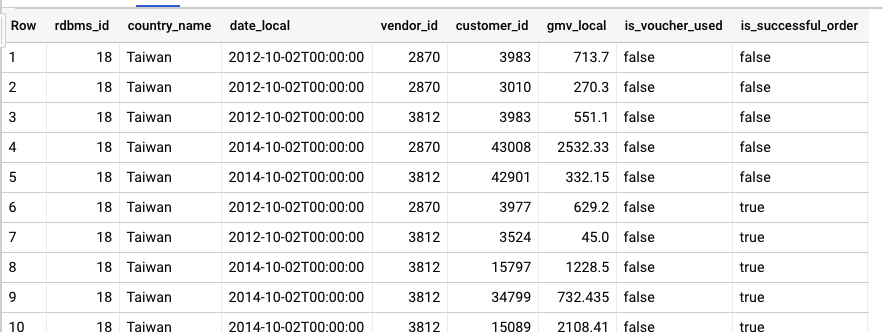 Row rdbms_id country_name date_local vendor_id customer_id gmv_local is_voucher_used is_successful_order
1 18 Taiwan 2012-10-02T00:00:00 2870 3983 713.7 false false
2 18 Taiwan 2012-10-02T00:00:00 2870 3010 270.3 false false
3 18 Taiwan 2012-10-02T00:00:00 3812 3983 551.1 false false
4 18 Taiwan 2014-10-02T00:00:00 2870 43008 2532.33 false false
5 18 Taiwan 2014-10-02T00:00:00 3812 42901 332.15 false false
6 18 Taiwan 2012-10-02T00:00:00 2870 3977 629.2 false true
7 18 Taiwan 2012-10-02T00:00:00 3812 3524 45.0 false true
8 18 Taiwan 2014-10-02T00:00:00 3812 15797 1228.5 false true
9 18 Taiwan 2014-10-02T00:00:00 3812 34799 732.435 false true
10 18 Taiwan 2014-10-02T00:00:00 3812 15089 2108.41 false true